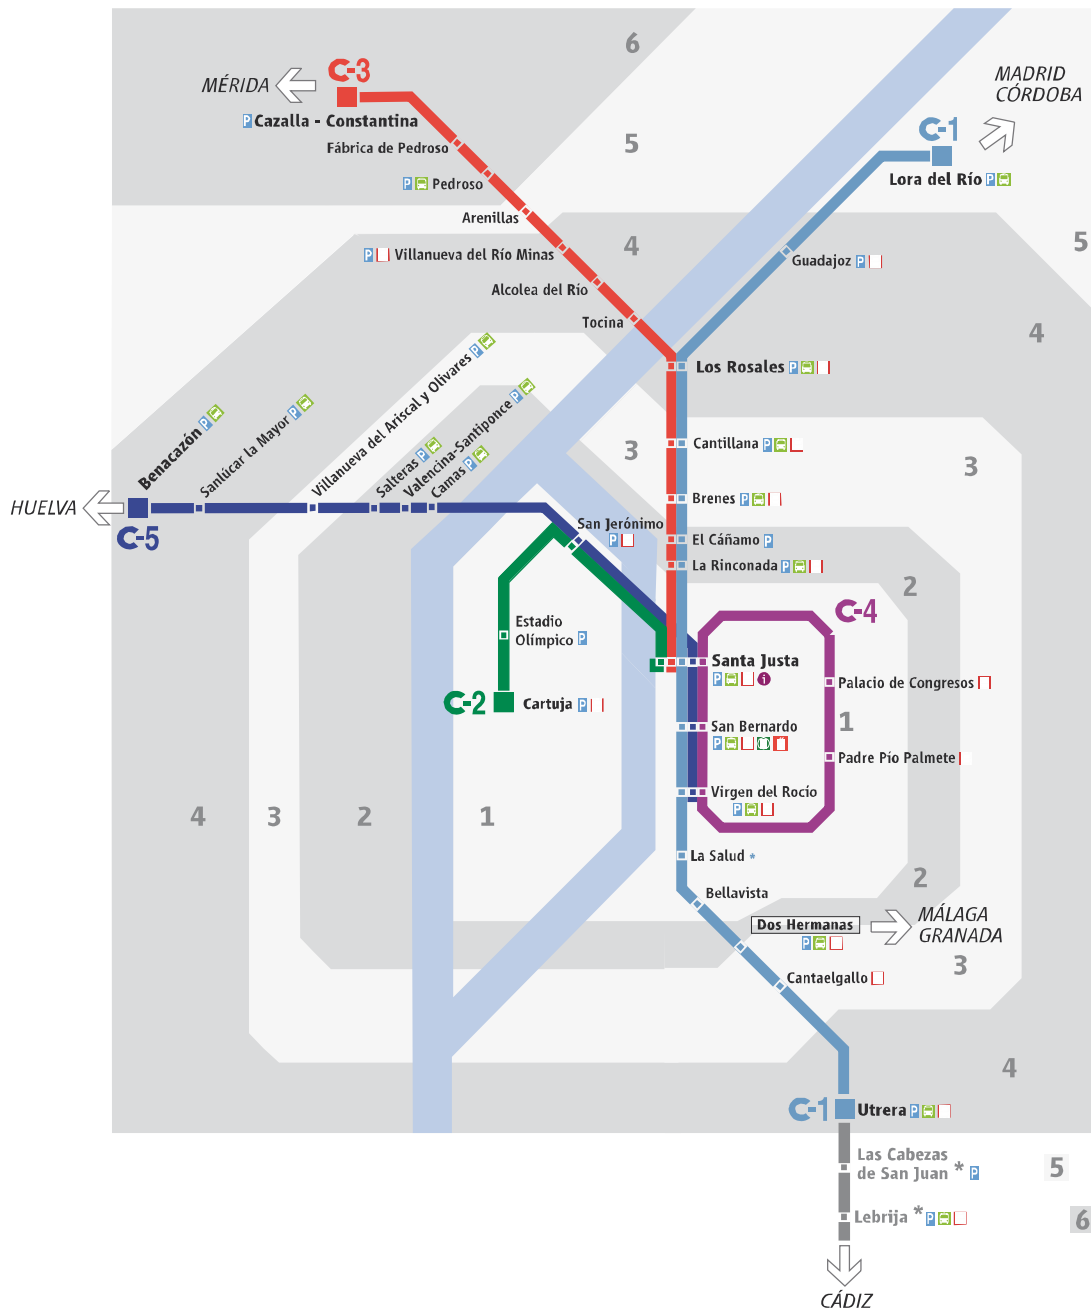 6
MÉRIDA
C-3
MADRID
CÓRDOBA
P Cazalla - Constantina
C-1
5
Fábrica de Pedroso
Lora del Río P
P Pedroso
Arenillas
4
5
P Villanueva del Río Minas
Guadajoz P
Alcolea del Río
Tocina
4
Los Rosales P
Benacazón P
Sanlúcar la Mayor P
Villanueva del Ariscal y Olivares P
Salteras P
Valencina-Santiponce P
Camas P
3
Cantillana P
3
Brenes P
HUELVA
C-5
San Jerónimo
P
El Cáñamo P
La Rinconada P
2
C-4
Estadio
Olímpico P
Santa Justa
P i
Palacio de Congresos
C-2
Cartuja P
San Bernardo
P
1
Padre Pío Palmete
Virgen del Rocío
P
4
3
2
1
La Salud *
2
Bellavista
Dos Hermanas
P
MÁLAGA
GRANADA
3
Cantaelgallo
4
C-1
Utrera P
Las Cabezas
de San Juan * P
5
Lebrija * P
6
CÁDIZ